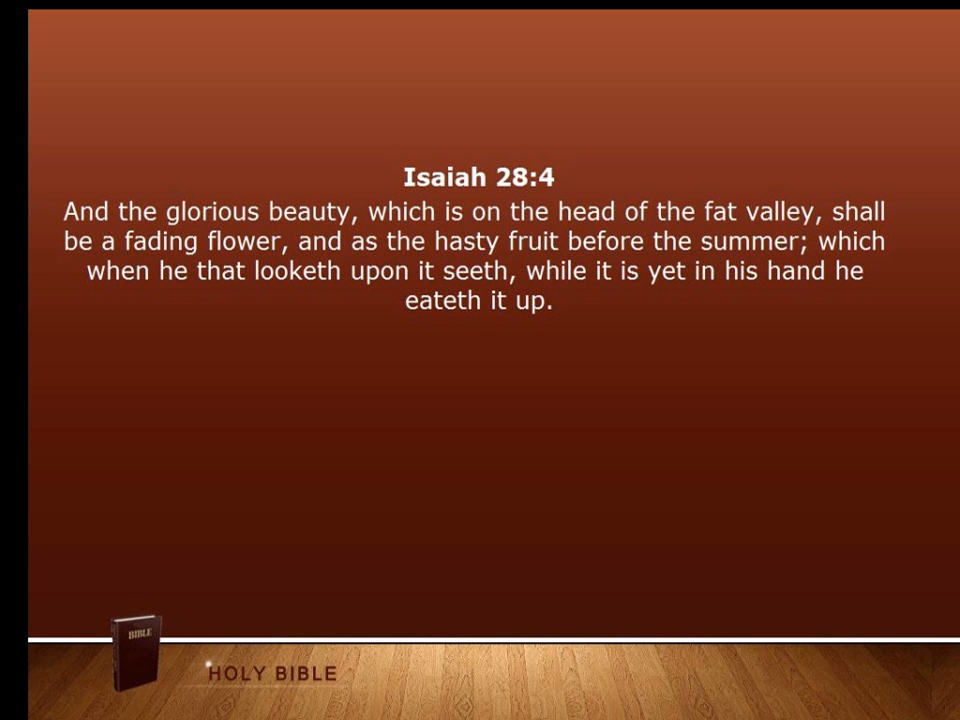 Isaiah 28:4
And the glorious beauty, which is on the head of the fat valley, shall
be a fading flower, and as the hasty fruit before the summer; which
when he that looketh upon it seeth, while it is yet in his hand he
eateth it up.
BIBLE
HOLY BIBLE